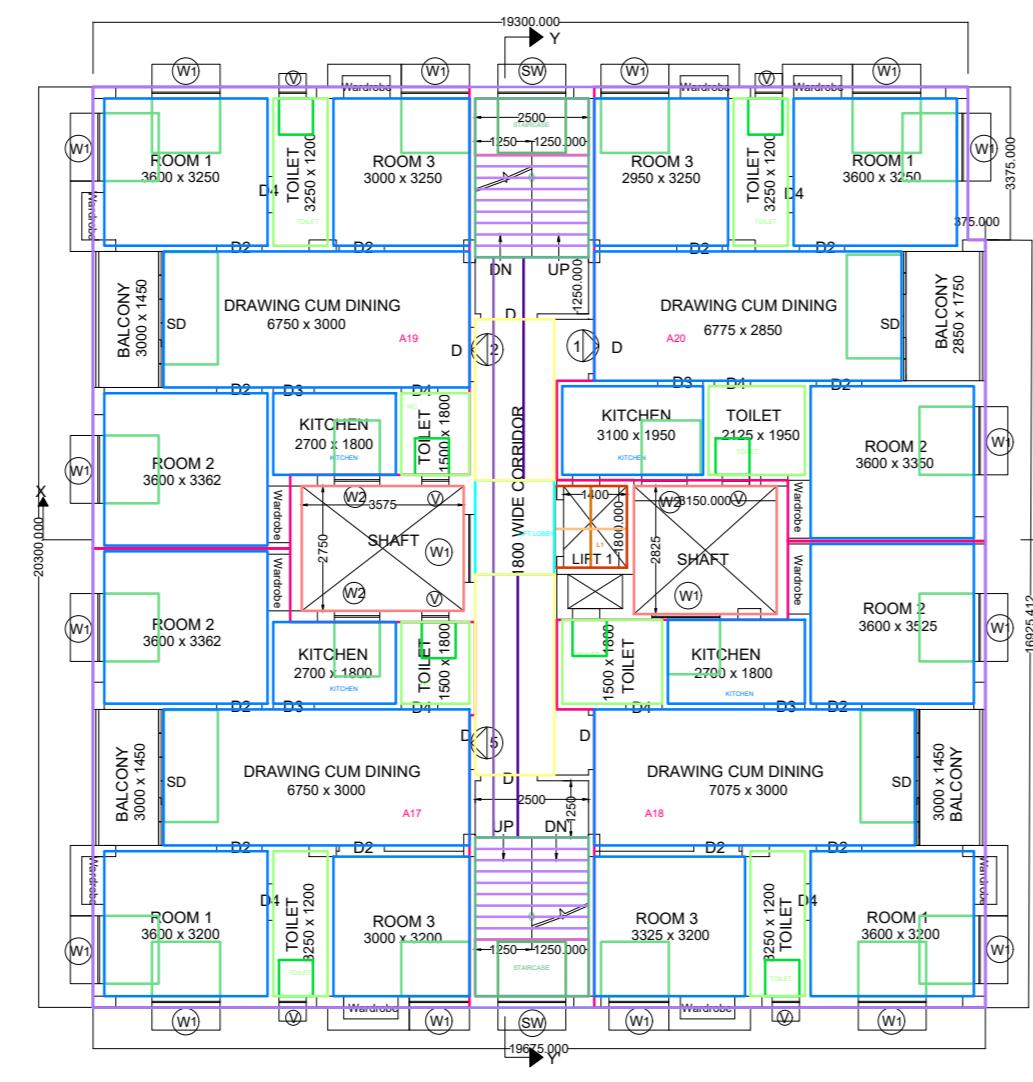 19300.000
Y
W1
V
W1
SW
W1
V
W1
Wardrobe
Wardrobe
Wardrobe
2500
STAIRCASE
1250
1250.000
W1
ROOM 1
3600 x 3250
TOILET
3250 x 1200
ROOM 3
3000 x 3250
ROOM 3
2950 x 3250
TOILET
3250 x 1200
ROOM 1
3600 x 3250
W1
3375.000
D4
D4
Wardrobe
TOILET
TOILET
375.000
D2
D2
D2
D2
DN
UP
1250.000
BALCONY
3000 x 1450
SD
DRAWING CUM DINING
6750 x 3000
A19
D
D
2
1
D
DRAWING CUM DINING
6775 x 2850
A20
SD
BALCONY
2850 x 1750
D2
D3
D4
D3
D4
D2
W1
ROOM 2
3600 x 3362
KITCHEN
2700 x 1800
KITCHEN
TOILET
1500 x 1800
1800 WIDE CORRIDOR
KITCHEN
3100 x 1950
KITCHEN
TOILET
2125 x 1950
TOILET
ROOM 2
3600 x 3350
W1
X
20300.000
Wardrobe
W2
V
3575
2750
SHAFT
W1
W2
V
1400
1800.000
L1
LIFT 1
W2
3150.000
V
2825
SHAFT
W1
Wardrobe
Wardrobe
Wardrobe
16925.412
W1
ROOM 2
3600 x 3362
KITCHEN
2700 x 1800
KITCHEN
TOILET
1500 x 1800
1500 x 1800
TOILET
KITCHEN
2700 x 1800
KITCHEN
ROOM 2
3600 x 3525
W1
D2
D3
D4
D4
D3
D2
BALCONY
3000 x 1450
SD
DRAWING CUM DINING
6750 x 3000
A17
D
5
D
D
2500
1250
DRAWING CUM DINING
7075 x 3000
A18
SD
3000 x 1450
BALCONY
UP
DN
D2
D2
D2
D2
Wardrobe
Wardrobe
D4
D4
W1
ROOM 1
3600 x 3200
TOILET
3250 x 1200
TOILET
ROOM 3
3000 x 3200
1250
1250.000
STAIRCASE
ROOM 3
3325 x 3200
3250 x 1200
TOILET
TOILET
ROOM 1
3600 x 3200
W1
Wardrobe
Wardrobe
W1
V
W1
SW
W1
V
W1
19675.000
Y'